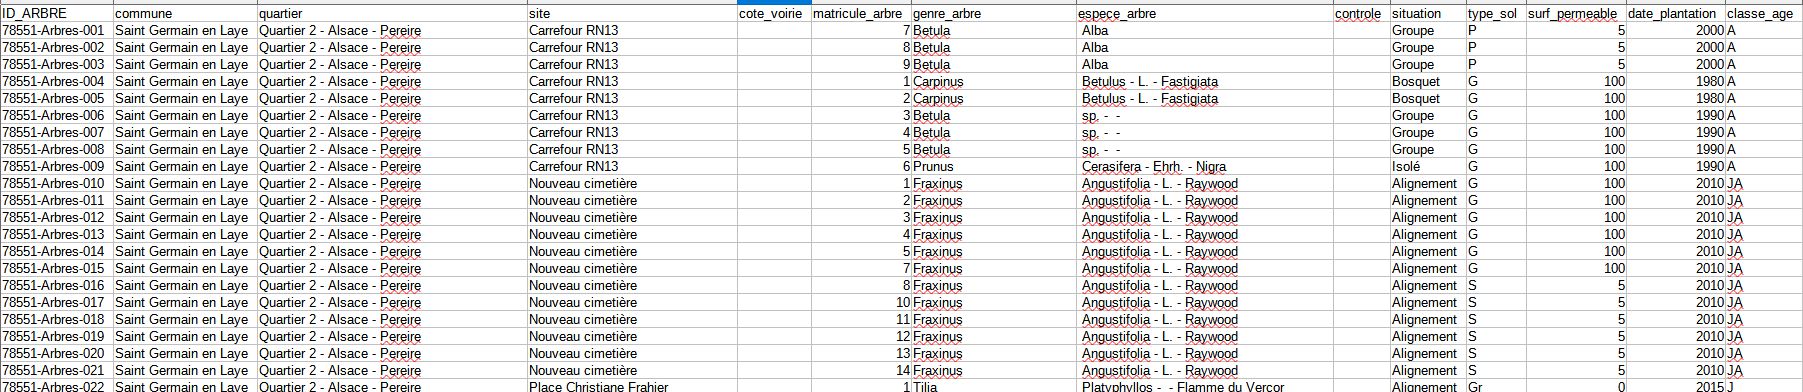 ID_ARBRE commune quartier site cote_voirie matricule_arbre genre_arbre espece_arbre controle situation type_sol surf_permeable date_plantation classe_age
78551-Arbres-001 Saint Germain en Laye Quartier 2 - Alsace - Pereire Carrefour RN13 7 Betula Alba Groupe P 5 2000 A
78551-Arbres-002 Saint Germain en Laye Quartier 2 - Alsace - Pereire Carrefour RN13 8 Betula Alba Groupe P 5 2000 A
78551-Arbres-003 Saint Germain en Laye Quartier 2 - Alsace - Pereire Carrefour RN13 9 Betula Alba Groupe P 5 2000 A
78551-Arbres-004 Saint Germain en Laye Quartier 2 - Alsace - Pereire Carrefour RN13 1 Carpinus Betulus - L. - Fastigiata Bosquet G 100 1980 A
78551-Arbres-005 Saint Germain en Laye Quartier 2 - Alsace - Pereire Carrefour RN13 2 Carpinus Betulus - L. - Fastigiata Bosquet G 100 1980 A
78551-Arbres-006 Saint Germain en Laye Quartier 2 - Alsace - Pereire Carrefour RN13 3 Betula sp. - - Groupe G 100 1990 A
78551-Arbres-007 Saint Germain en Laye Quartier 2 - Alsace - Pereire Carrefour RN13 4 Betula sp. - - Groupe G 100 1990 A
78551-Arbres-008 Saint Germain en Laye Quartier 2 - Alsace - Pereire Carrefour RN13 5 Betula sp. - - Groupe G 100 1990 A
78551-Arbres-009 Saint Germain en Laye Quartier 2 - Alsace - Pereire Carrefour RN13 6 Prunus Cerasifera - Ehrh. - Nigra Isolé G 100 1990 A
78551-Arbres-010 Saint Germain en Laye Quartier 2 - Alsace - Pereire Nouveau cimetière 1 Fraxinus Angustifolia - L. - Raywood Alignement G 100 2010 JA
78551-Arbres-011 Saint Germain en Laye Quartier 2 - Alsace - Pereire Nouveau cimetière 2 Fraxinus Angustifolia - L. - Raywood Alignement G 100 2010 JA
78551-Arbres-012 Saint Germain en Laye Quartier 2 - Alsace - Pereire Nouveau cimetière 3 Fraxinus Angustifolia - L. - Raywood Alignement G 100 2010 JA
78551-Arbres-013 Saint Germain en Laye Quartier 2 - Alsace - Pereire Nouveau cimetière 4 Fraxinus Angustifolia - L. - Raywood Alignement G 100 2010 JA
78551-Arbres-014 Saint Germain en Laye Quartier 2 - Alsace - Pereire Nouveau cimetière 5 Fraxinus Angustifolia - L. - Raywood Alignement G 100 2010 JA
78551-Arbres-015 Saint Germain en Laye Quartier 2 - Alsace - Pereire Nouveau cimetière 7 Fraxinus Angustifolia - L. - Raywood Alignement G 100 2010 JA
78551-Arbres-016 Saint Germain en Laye Quartier 2 - Alsace - Pereire Nouveau cimetière 8 Fraxinus Angustifolia - L. - Raywood Alignement S 5 2010 JA
78551-Arbres-017 Saint Germain en Laye Quartier 2 - Alsace - Pereire Nouveau cimetière 10 Fraxinus Angustifolia - L. - Raywood Alignement S 5 2010 JA
78551-Arbres-018 Saint Germain en Laye Quartier 2 - Alsace - Pereire Nouveau cimetière 11 Fraxinus Angustifolia - L. - Raywood Alignement S 5 2010 JA
78551-Arbres-019 Saint Germain en Laye Quartier 2 - Alsace - Pereire Nouveau cimetière 12 Fraxinus Angustifolia - L. - Raywood Alignement S 5 2010 JA
78551-Arbres-020 Saint Germain en Laye Quartier 2 - Alsace - Pereire Nouveau cimetière 13 Fraxinus Angustifolia - L. - Raywood Alignement S 5 2010 JA
78551-Arbres-021 Saint Germain en Laye Quartier 2 - Alsace - Pereire Nouveau cimetière 14 Fraxinus Angustifolia - L. - Raywood Alignement S 5 2010 JA
78551-Arbres-022 Saint Germain en Laye Quartier 2 - Alsace - Pereire Place Christiane Frahier 1 Tilia Platyphyllos - - Flamme du Vercor Alignement Gr 0 2015 J